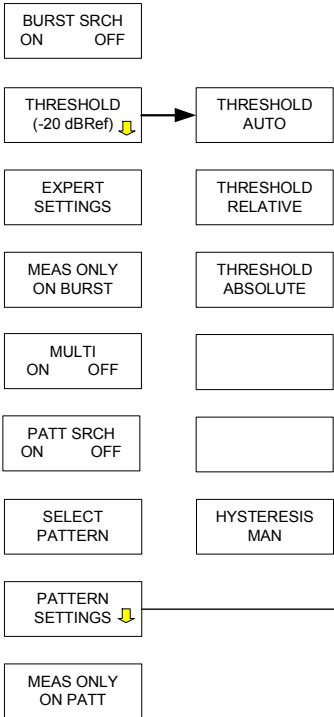 BURST SRCH
ON OFF
THRESHOLD
(-20 dBRef)
THRESHOLD
AUTO
EXPERT
SETTINGS
THRESHOLD
RELATIVE
MEAS ONLY
ON BURST
THRESHOLD
ABSOLUTE
MULTI
ON OFF
PATT SRCH
ON OFF
SELECT
PATTERN
HYSTERESIS
MAN
PATTERN
SETTINGS
MEAS ONLY
ON PATT